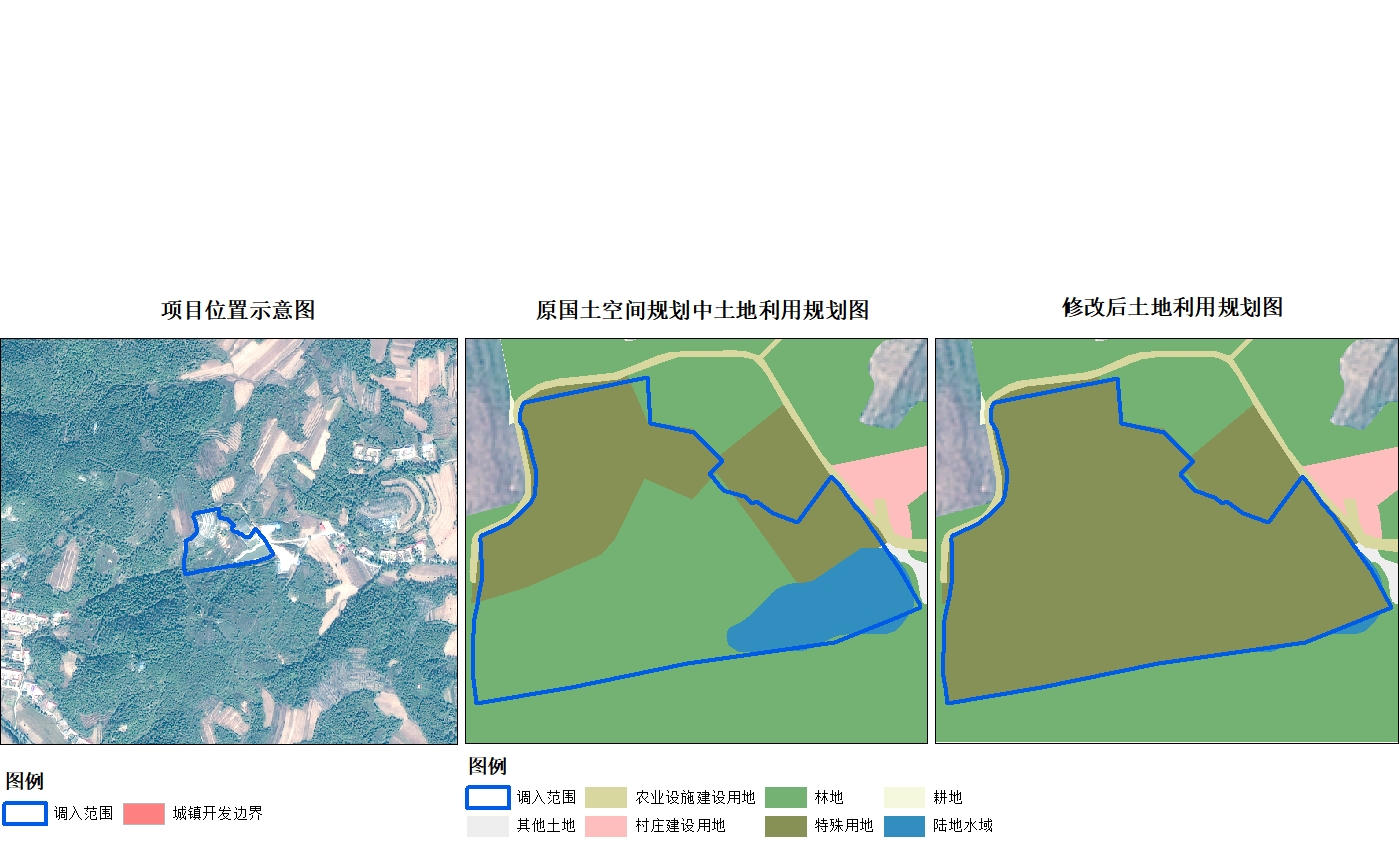 项目位置示意图
原国土空间规划中土地利用规划图
修改后土地利用规划图
图例
调入范围
城镇开发边界
图例
调入范围
农业设施建设用地
林地
耕地
其他土地
村庄建设用地
特殊用地
陆地水域